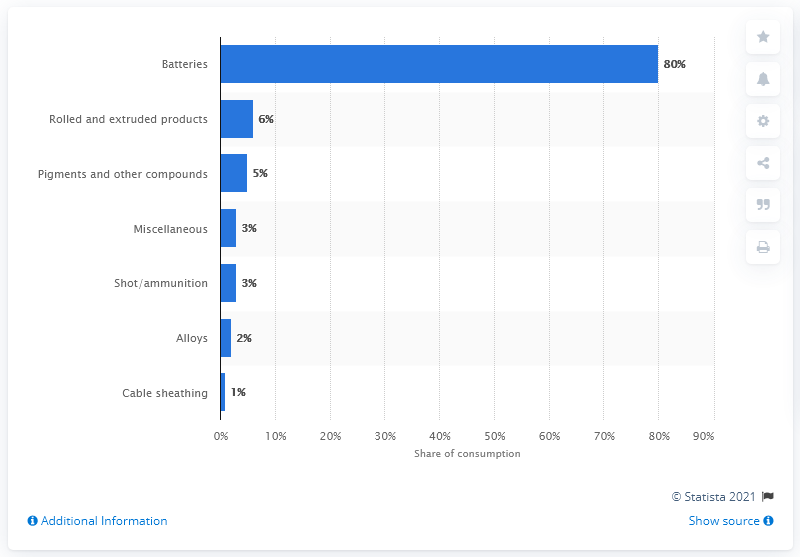 Batteries 80%
Rolled and extruded products 6%
Pigments and other compounds 5%
Miscellaneous 3%
Shot/ammunition 3%
Alloys 2%
Cable sheathing 1%
0% 10% 20% 30% 40% 50% 60% 70% 80% 90%
Share of consumption
© Statista 2021
Additional Information
Show source